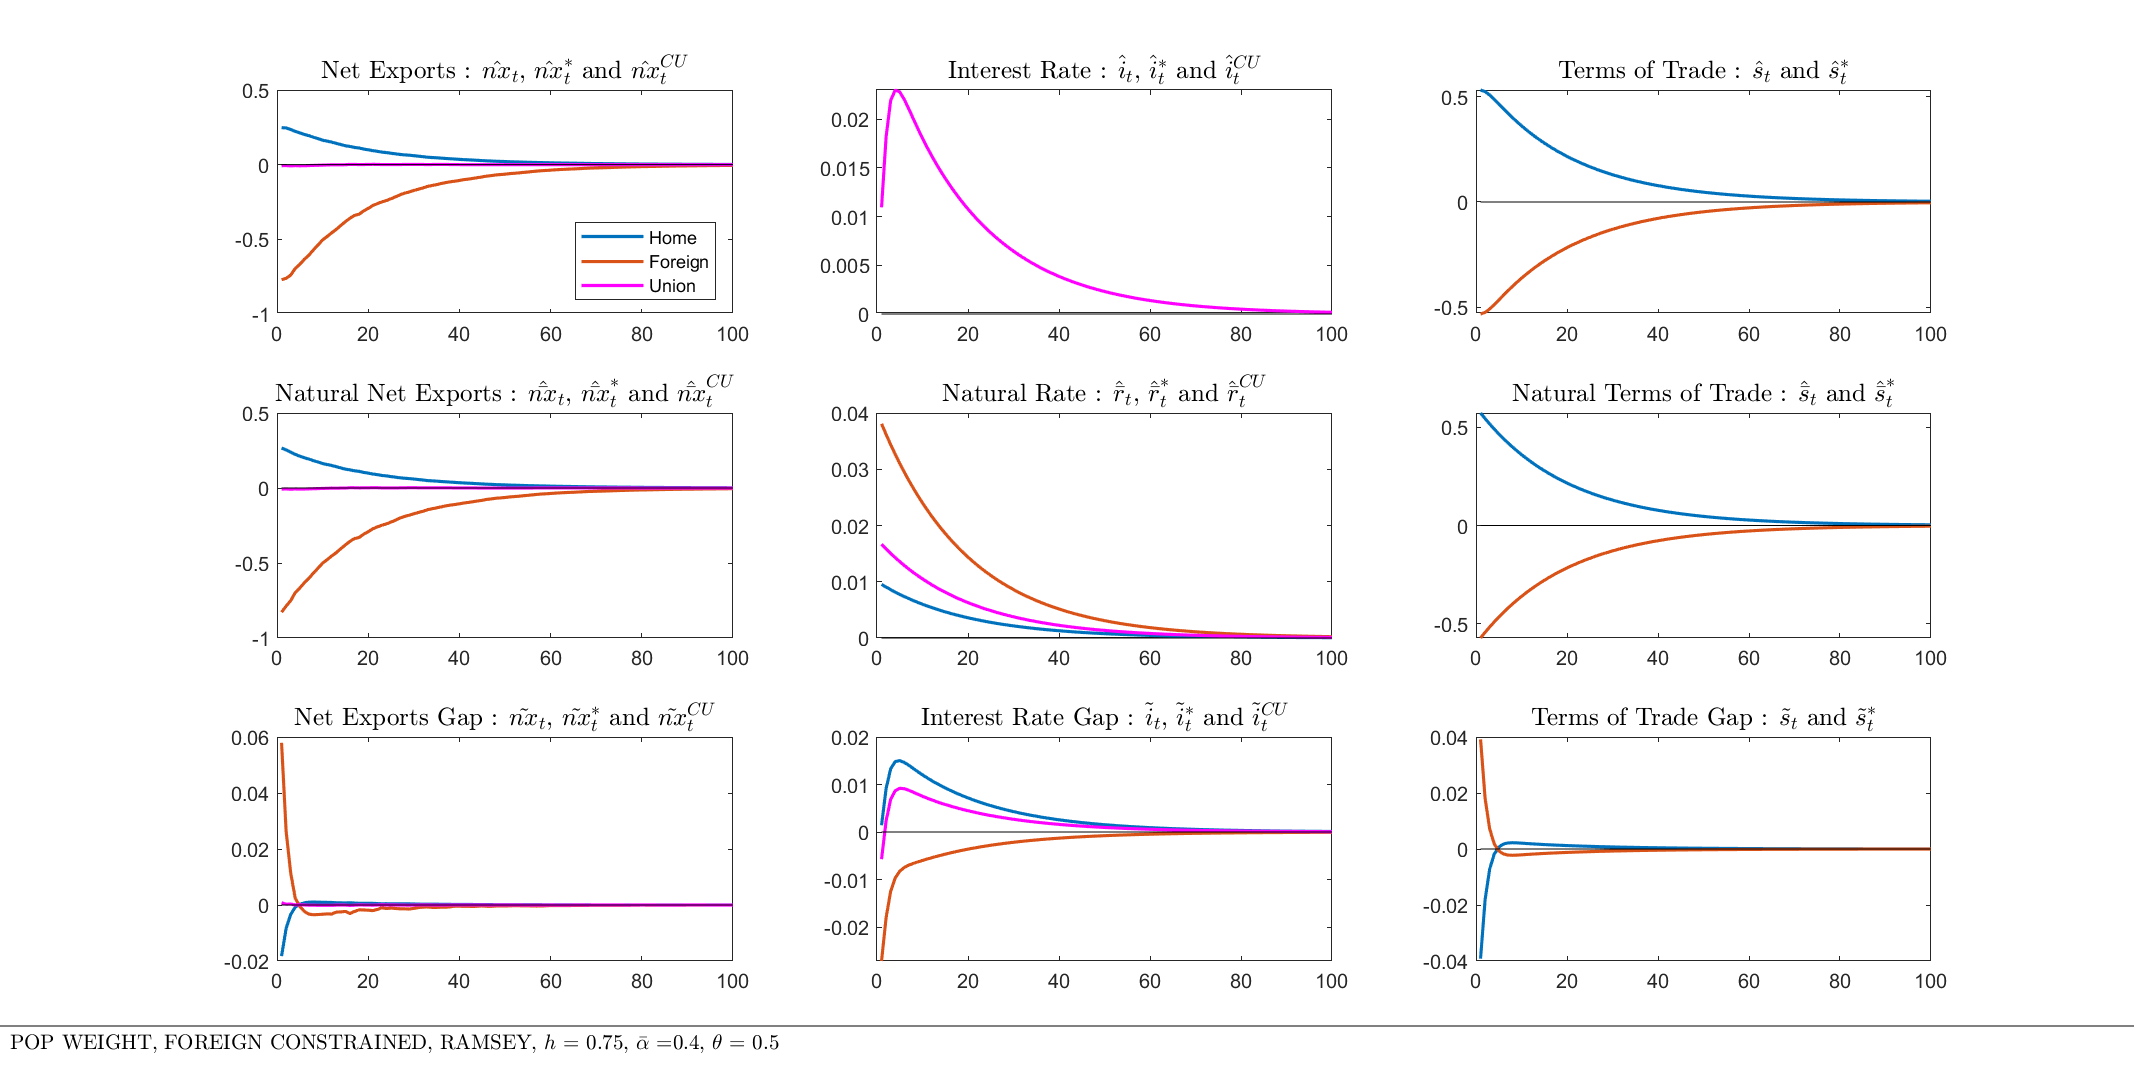 Net Exports : n̂x_t, n̂x_t^* and n̂x_t^{CU}
0.5
0
-0.5
-1
0 20 40 60 80 100
Home
Foreign
Union
Interest Rate : î_t, î_t^* and î_t^{CU}
0.02
0.015
0.01
0.005
0
0 20 40 60 80 100
Terms of Trade : ŝ_t and ŝ_t^*
0.5
0
-0.5
0 20 40 60 80 100
Natural Net Exports : n̄̂x_t, n̄̂x_t^* and n̄̂x_t^{CU}
0.5
0
-0.5
-1
0 20 40 60 80 100
Natural Rate : r̄̂_t, r̄̂_t^* and r̄̂_t^{CU}
0.04
0.03
0.02
0.01
0
0 20 40 60 80 100
Natural Terms of Trade : s̄̂_t and s̄̂_t^*
0.5
0
-0.5
0 20 40 60 80 100
Net Exports Gap : ñx_t, ñx_t^* and ñx_t^{CU}
0.06
0.04
0.02
0
-0.02
0 20 40 60 80 100
Interest Rate Gap : ĩ_t, ĩ_t^* and ĩ_t^{CU}
0.02
0.01
0
-0.01
-0.02
0 20 40 60 80 100
Terms of Trade Gap : s̃_t and s̃_t^*
0.04
0.02
0
-0.02
-0.04
0 20 40 60 80 100
POP WEIGHT, FOREIGN CONSTRAINED, RAMSEY, h = 0.75, ᾱ =0.4, θ = 0.5